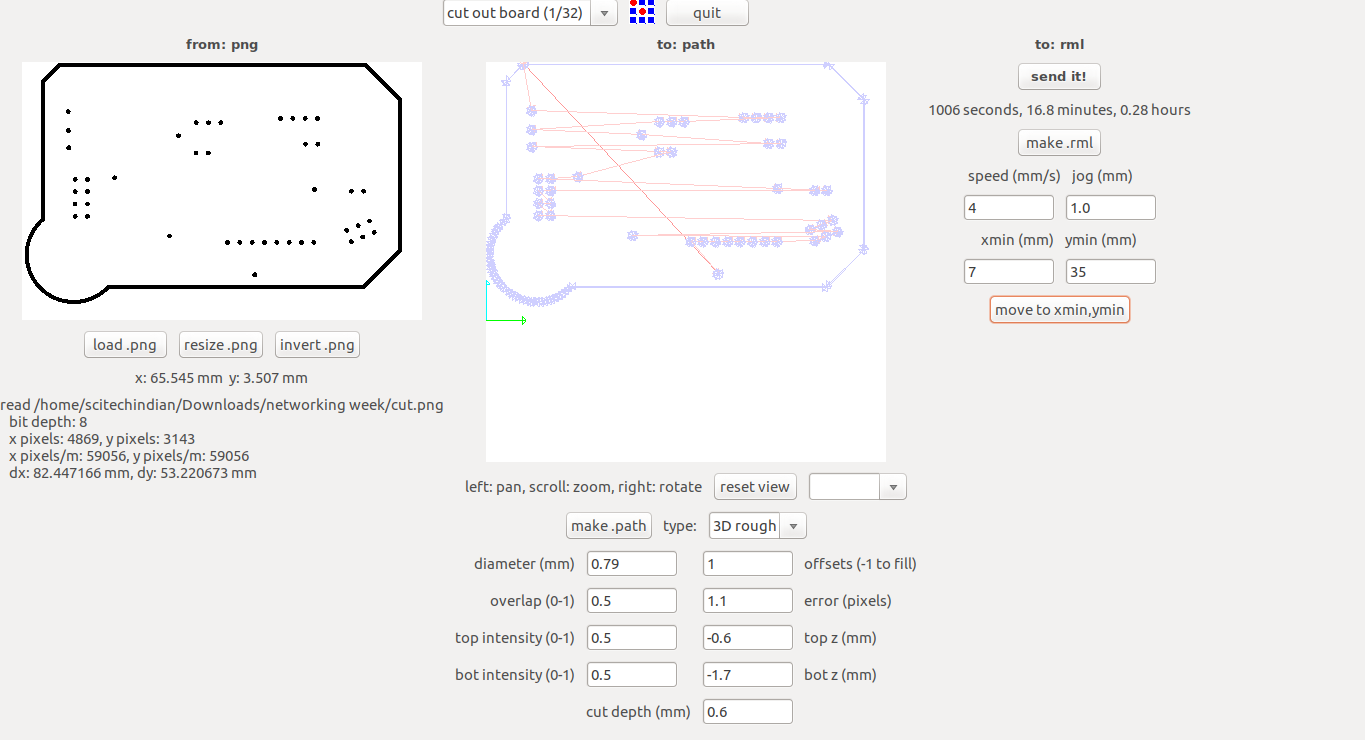 cut out board (1/32) quit
from: png to: path to: rml
send it!
1006 seconds, 16.8 minutes, 0.28 hours
make .rml
speed (mm/s) jog (mm)
4 1.0
xmin (mm) ymin (mm)
7 35
move to xmin,ymin
load .png resize .png invert .png
x: 65.545 mm y: 3.507 mm
read /home/scitechindian/Downloads/networking week/cut.png
bit depth: 8
x pixels: 4869, y pixels: 3143
x pixels/m: 59056, y pixels/m: 59056
dx: 82.447166 mm, dy: 53.220673 mm
left: pan, scroll: zoom, right: rotate reset view
make .path type: 3D rough
diameter (mm) 0.79 1 offsets (-1 to fill)
overlap (0-1) 0.5 1.1 error (pixels)
top intensity (0-1) 0.5 -0.6 top z (mm)
bot intensity (0-1) 0.5 -1.7 bot z (mm)
cut depth (mm) 0.6